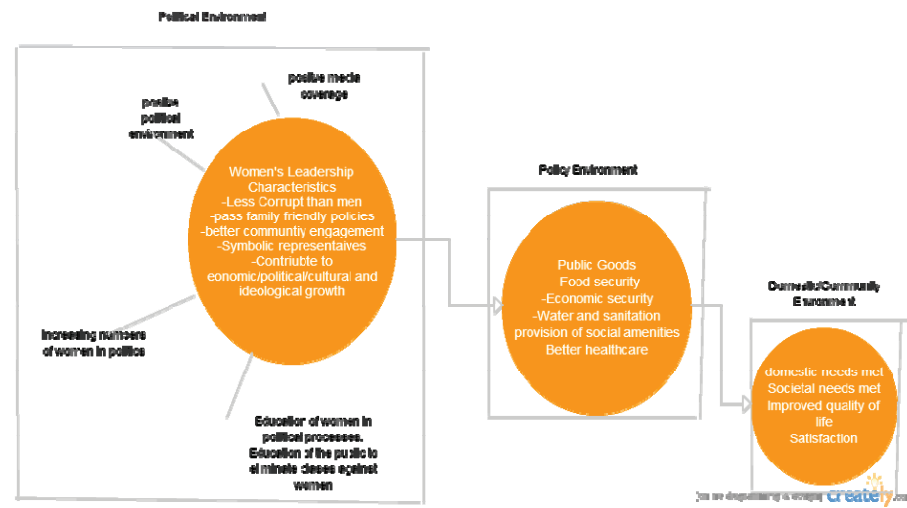 Political Environment
positive media
coverage
positive
political
environment
Women's Leadership
Characteristics
-Less Corrupt than men
-pass family friendly policies
-better communtiy engagement
-Symbolic representaives
-Contriubte to
eonomic/political/cultural and
ideological growth
Increasing numbers
of women in politics
Education of women in
political processes.
Education of the public to
eliminate biases against
women
Policy Environment
Public Goods
Food security
-Economic security
-Water and sanitation
provision of social amenities
Better healthcare
Domestic/Community
Environment
domestic needs met
Societal needs met
Improved quality of
life
Satisfaction
creately